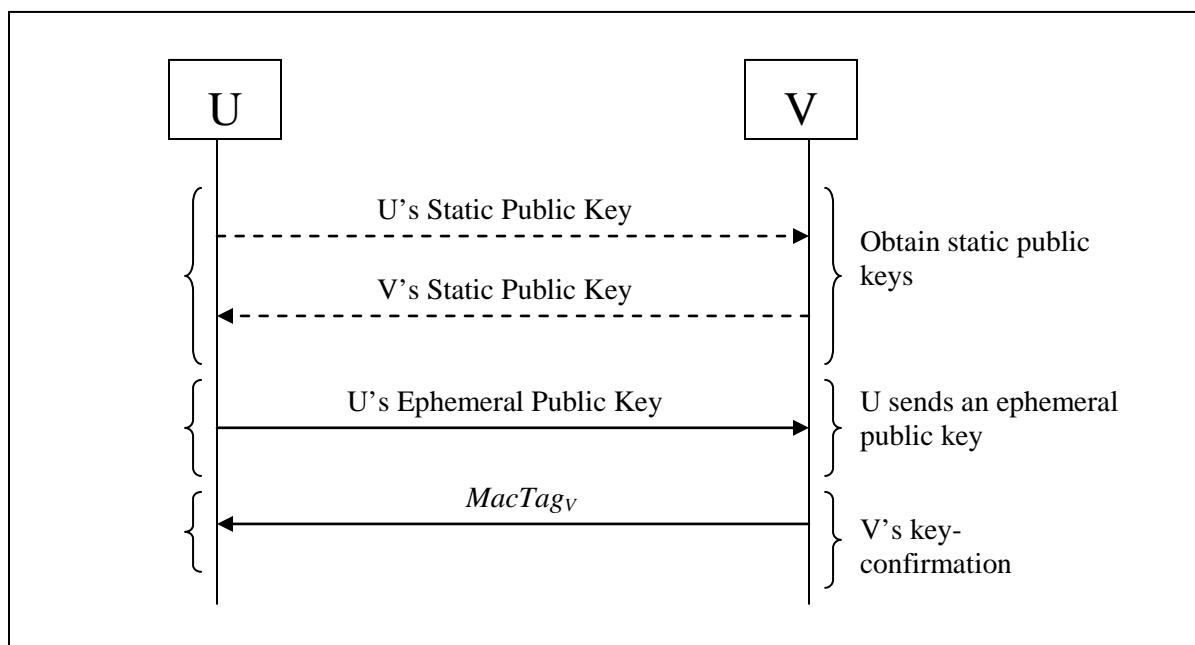 U
V
U’s Static Public Key
V’s Static Public Key
Obtain static public
keys
U’s Ephemeral Public Key
U sends an ephemeral
public key
MacTagV
V’s key-
confirmation